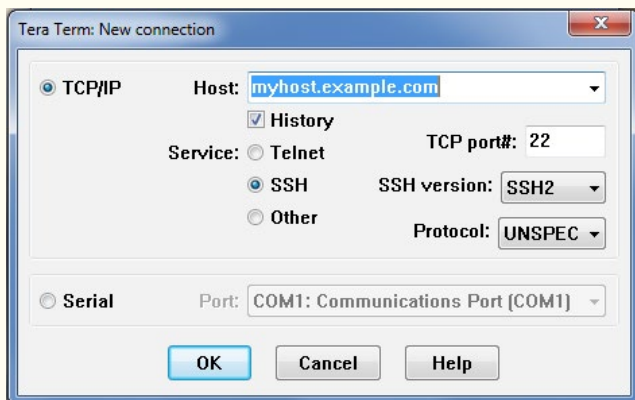 Tera Term: New connection
TCP/IP Host: myhost.example.com
History
Service: Telnet TCP port#: 22
SSH SSH version: SSH2
Other Protocol: UNSPEC
Serial Port: COM1: Communications Port (COM1)
OK Cancel Help